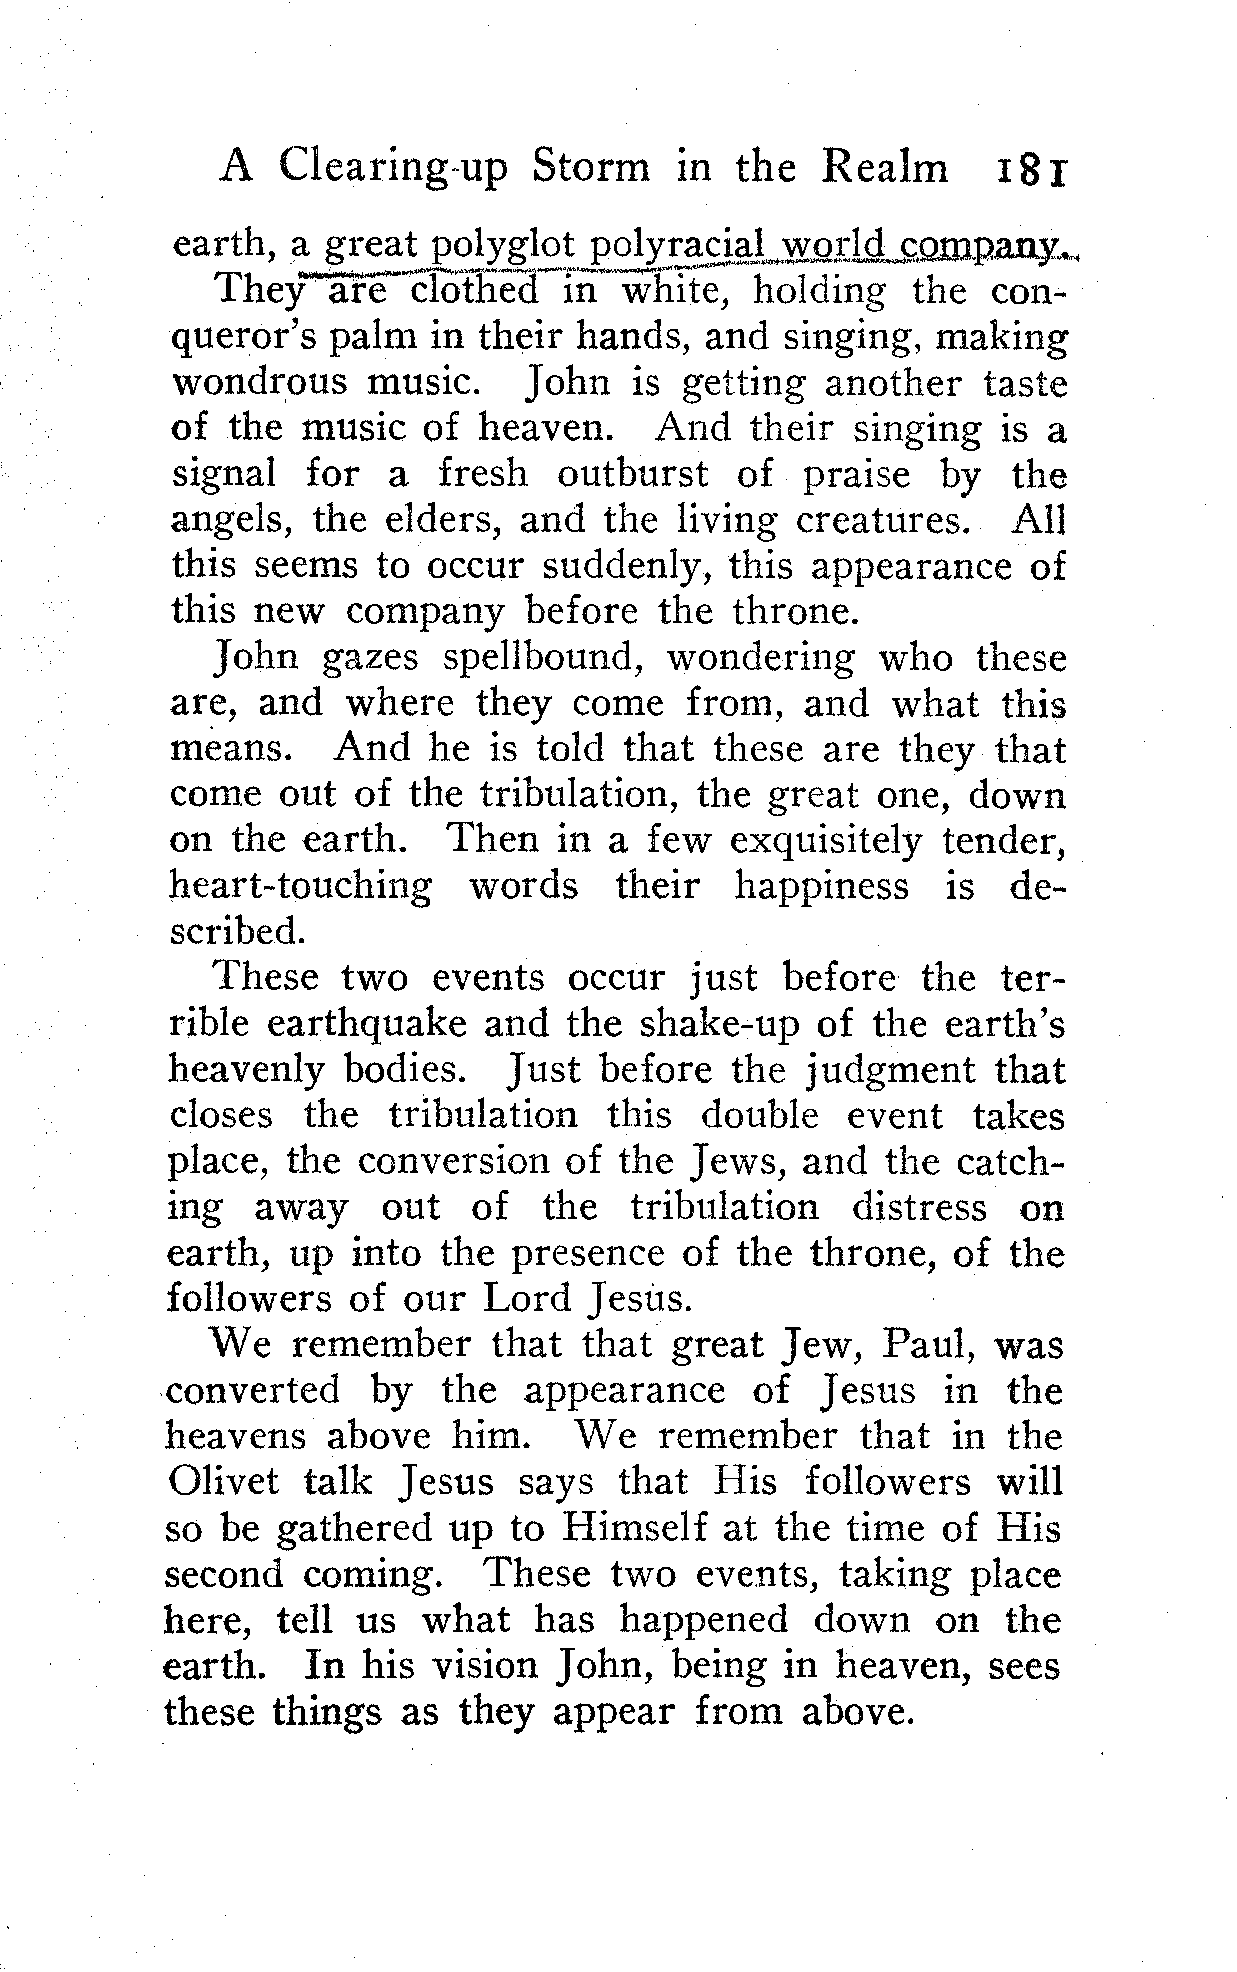 A Clearing-up Storm in the Realm 181
earth, a great polyglot polyracial world company.
They are clothed in white, holding the con-
queror's palm in their hands, and singing, making
wondrous music. John is getting another taste
of the music of heaven. And their singing is a
signal for a fresh outburst of praise by the
angels, the elders, and the living creatures. All
this seems to occur suddenly, this appearance of
this new company before the throne.
John gazes spellbound, wondering who these
are, and where they come from, and what this
means. And he is told that these are they that
come out of the tribulation, the great one, down
on the earth. Then in a few exquisitely tender,
heart-touching words their happiness is de-
scribed.
These two events occur just before the ter-
rible earthquake and the shake-up of the earth's
heavenly bodies. Just before the judgment that
closes the tribulation this double event takes
place, the conversion of the Jews, and the catch-
ing away out of the tribulation distress on
earth, up into the presence of the throne, of the
followers of our Lord Jesus.
We remember that that great Jew, Paul, was
converted by the appearance of Jesus in the
heavens above him. We remember that in the
Olivet talk Jesus says that His followers will
so be gathered up to Himself at the time of His
second coming. These two events, taking place
here, tell us what has happened down on the
earth. In his vision John, being in heaven, sees
these things as they appear from above.